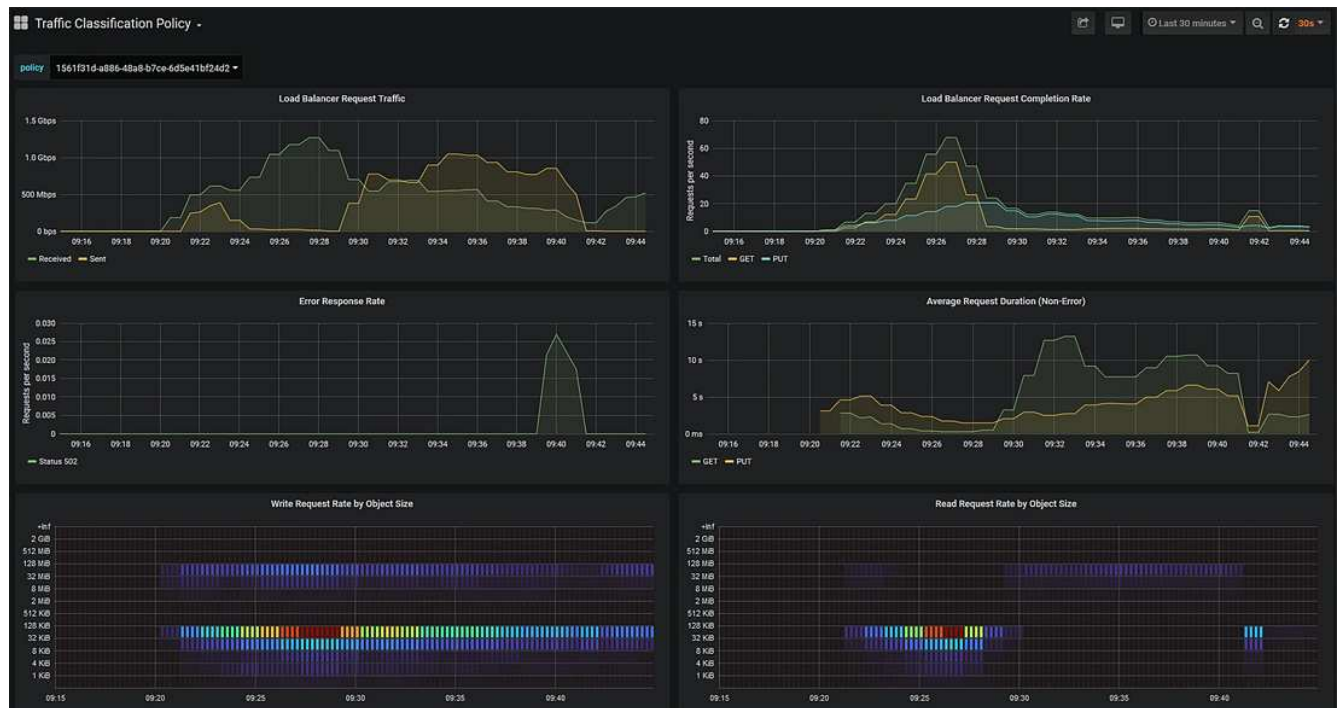 Traffic Classification Policy
Last 30 minutes
30s
policy 1561f31d-a886-48a8-b7ce-6d5e41bf24d2
Load Balancer Request Traffic
1.5 Gbps
1.0 Gbps
500 Mbps
0 bps
09:16 09:18 09:20 09:22 09:24 09:26 09:28 09:30 09:32 09:34 09:36 09:38 09:40 09:42 09:44
Received Sent
Load Balancer Request Completion Rate
Requests per second
80
60
40
20
0
09:16 09:18 09:20 09:22 09:24 09:26 09:28 09:30 09:32 09:34 09:36 09:38 09:40 09:42 09:44
Total GET PUT
Error Response Rate
Requests per second
0.030
0.025
0.020
0.015
0.010
0.005
0
09:16 09:18 09:20 09:22 09:24 09:26 09:28 09:30 09:32 09:34 09:36 09:38 09:40 09:42 09:44
Status 502
Average Request Duration (Non-Error)
15 s
10 s
5 s
0 ms
09:16 09:18 09:20 09:22 09:24 09:26 09:28 09:30 09:32 09:34 09:36 09:38 09:40 09:42 09:44
GET PUT
Write Request Rate by Object Size
+Inf
2 GiB
512 MiB
128 MiB
32 MiB
8 MiB
2 MiB
512 KiB
128 KiB
32 KiB
8 KiB
4 KiB
1 KiB
09:15 09:20 09:25 09:30 09:35 09:40
Read Request Rate by Object Size
+Inf
2 GiB
512 MiB
128 MiB
32 MiB
8 MiB
2 MiB
512 KiB
128 KiB
32 KiB
8 KiB
4 KiB
1 KiB
09:15 09:20 09:25 09:30 09:35 09:40